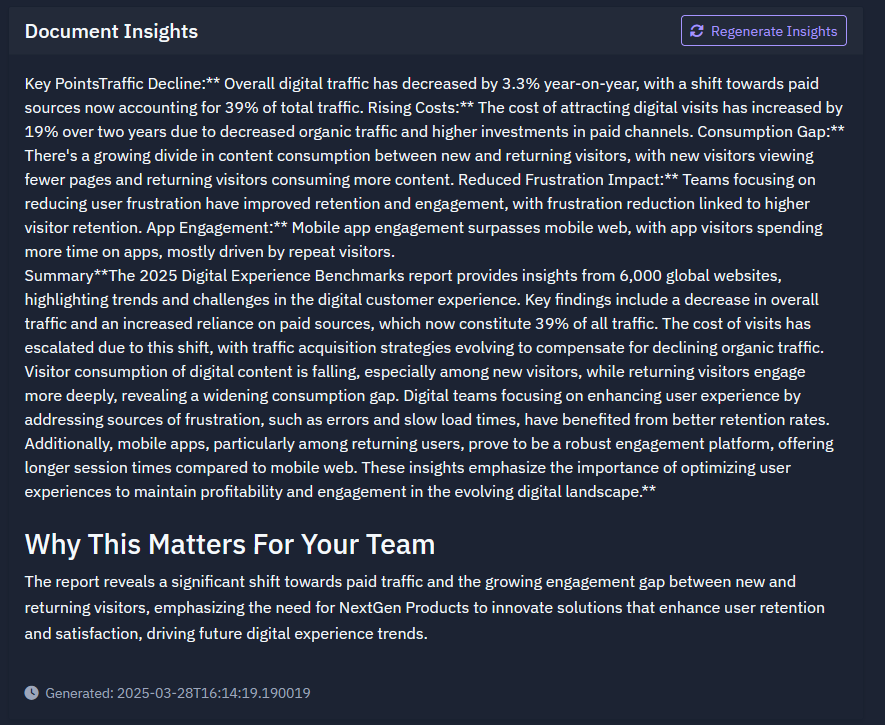 Document Insights
Regenerate Insights
Key PointsTraffic Decline:** Overall digital traffic has decreased by 3.3% year-on-year, with a shift towards paid
sources now accounting for 39% of total traffic. Rising Costs:** The cost of attracting digital visits has increased by
19% over two years due to decreased organic traffic and higher investments in paid channels. Consumption Gap:**
There's a growing divide in content consumption between new and returning visitors, with new visitors viewing
fewer pages and returning visitors consuming more content. Reduced Frustration Impact:** Teams focusing on
reducing user frustration have improved retention and engagement, with frustration reduction linked to higher
visitor retention. App Engagement:** Mobile app engagement surpasses mobile web, with app visitors spending
more time on apps, mostly driven by repeat visitors.
Summary**The 2025 Digital Experience Benchmarks report provides insights from 6,000 global websites,
highlighting trends and challenges in the digital customer experience. Key findings include a decrease in overall
traffic and an increased reliance on paid sources, which now constitute 39% of all traffic. The cost of visits has
escalated due to this shift, with traffic acquisition strategies evolving to compensate for declining organic traffic.
Visitor consumption of digital content is falling, especially among new visitors, while returning visitors engage
more deeply, revealing a widening consumption gap. Digital teams focusing on enhancing user experience by
addressing sources of frustration, such as errors and slow load times, have benefited from better retention rates.
Additionally, mobile apps, particularly among returning users, prove to be a robust engagement platform, offering
longer session times compared to mobile web. These insights emphasize the importance of optimizing user
experiences to maintain profitability and engagement in the evolving digital landscape.**
Why This Matters For Your Team
The report reveals a significant shift towards paid traffic and the growing engagement gap between new and
returning visitors, emphasizing the need for NextGen Products to innovate solutions that enhance user retention
and satisfaction, driving future digital experience trends.
Generated: 2025-03-28T16:14:19.190019